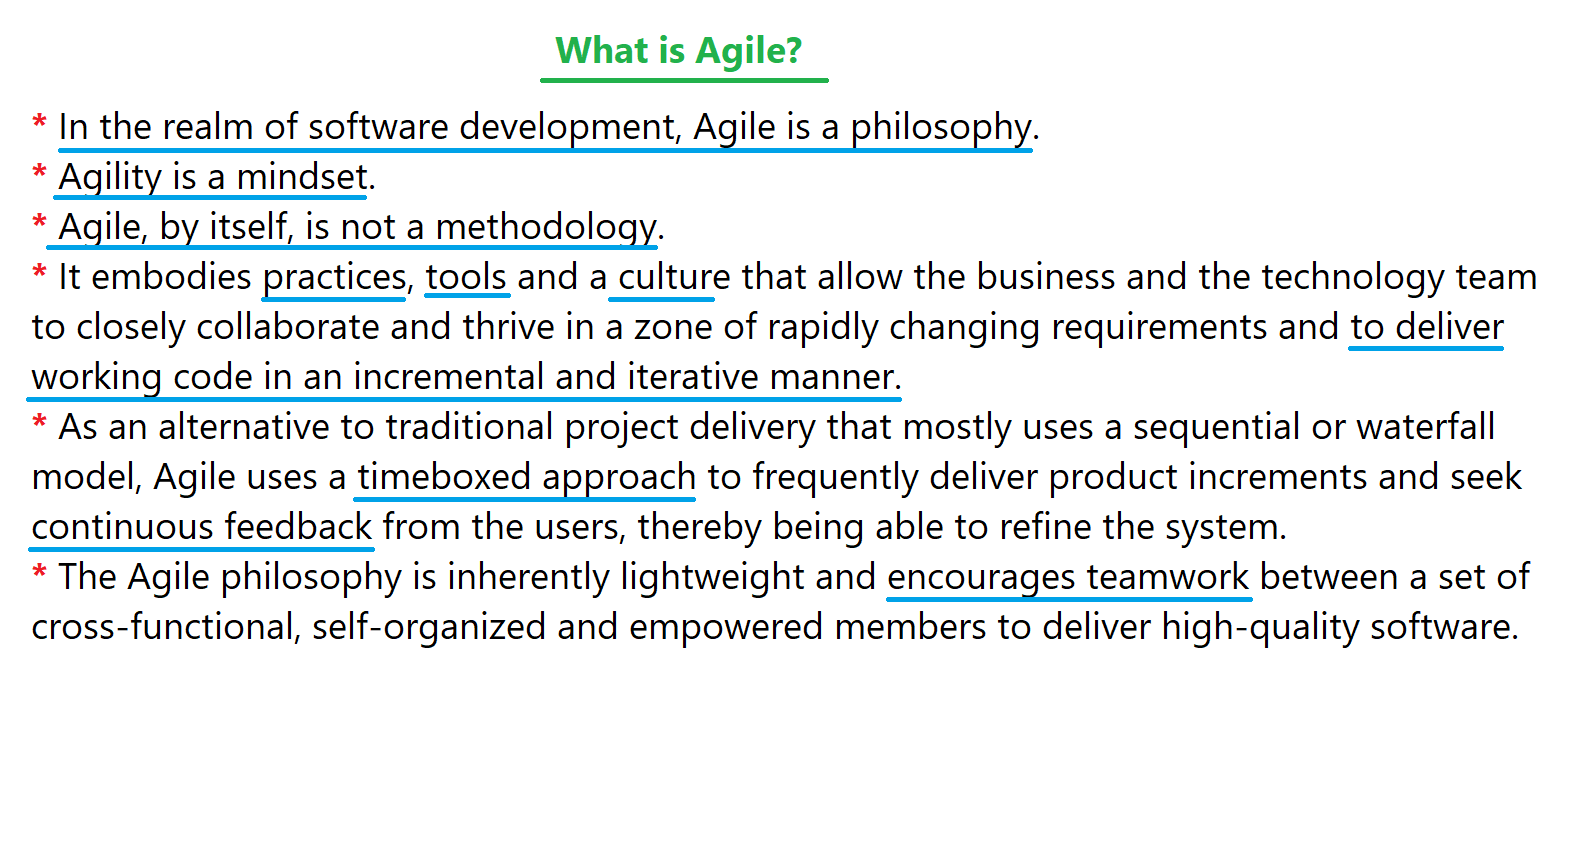 What is Agile?
* In the realm of software development, Agile is a philosophy.
* Agility is a mindset.
* Agile, by itself, is not a methodology.
* It embodies practices, tools and a culture that allow the business and the technology team
to closely collaborate and thrive in a zone of rapidly changing requirements and to deliver
working code in an incremental and iterative manner.
* As an alternative to traditional project delivery that mostly uses a sequential or waterfall
model, Agile uses a timeboxed approach to frequently deliver product increments and seek
continuous feedback from the users, thereby being able to refine the system.
* The Agile philosophy is inherently lightweight and encourages teamwork between a set of
cross-functional, self-organized and empowered members to deliver high-quality software.